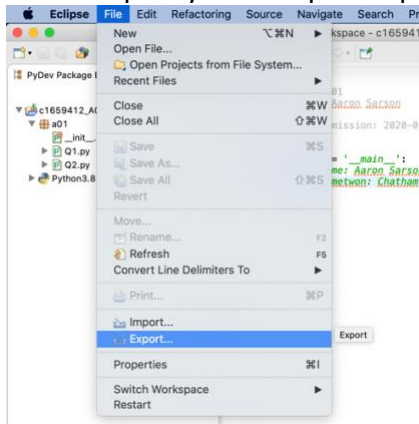 Eclipse File Edit Refactoring Source Navigate Search
New ⌥⌘N ▶
Open File...
Open Projects from File System...
Recent Files ▶
Close ⌘W
Close All ⇧⌘W
Save ⌘S
Save As...
Save All ⇧⌘S
Revert
Move...
Rename... F2
Refresh F5
Convert Line Delimiters To ▶
Print... ⌘P
Import...
Export...
Properties ⌘I
Switch Workspace ▶
Restart
kspace - c165941
PyDev Package
c1659412_A
a01
__init__.
Q1.py
Q2.py
Python3.8
01
Aaron Sarson
mission: 2020-0
= '__main__':
me: Aaron Sarso
metwon: Chatham
Export